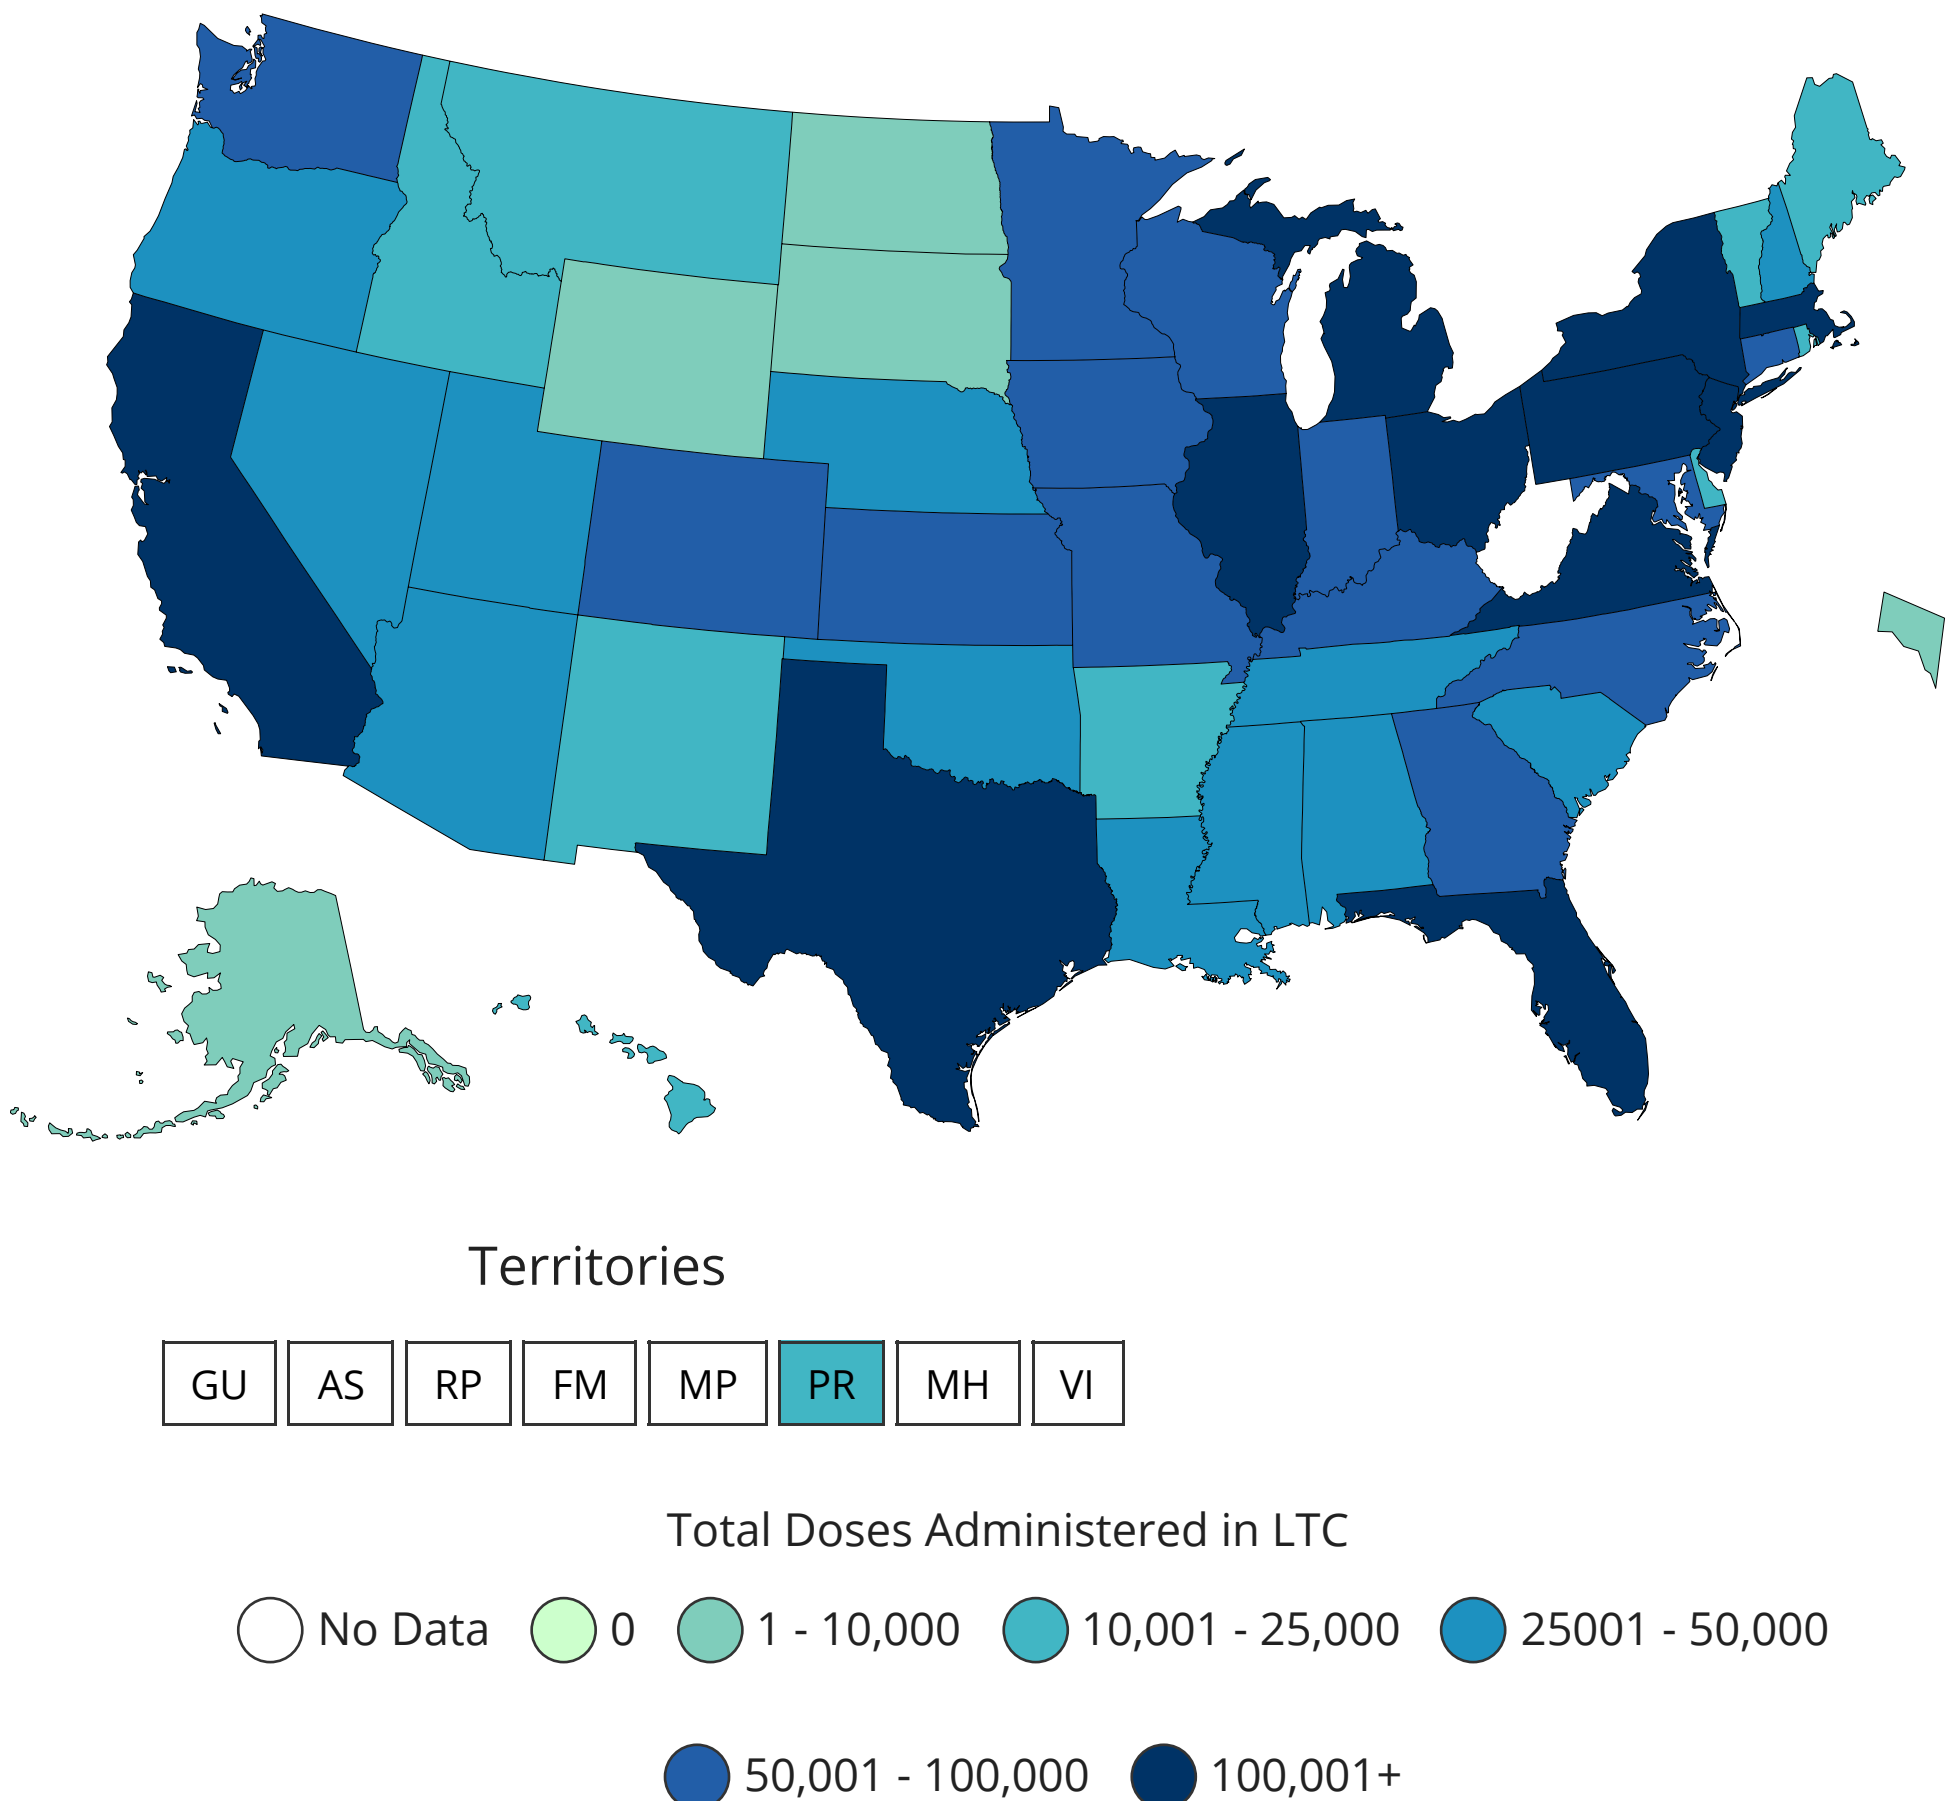 Territories
GU AS RP FM MP PR MH VI
Total Doses Administered in LTC
No Data 0 1 - 10,000 10,001 - 25,000 25001 - 50,000
50,001 - 100,000 100,001+